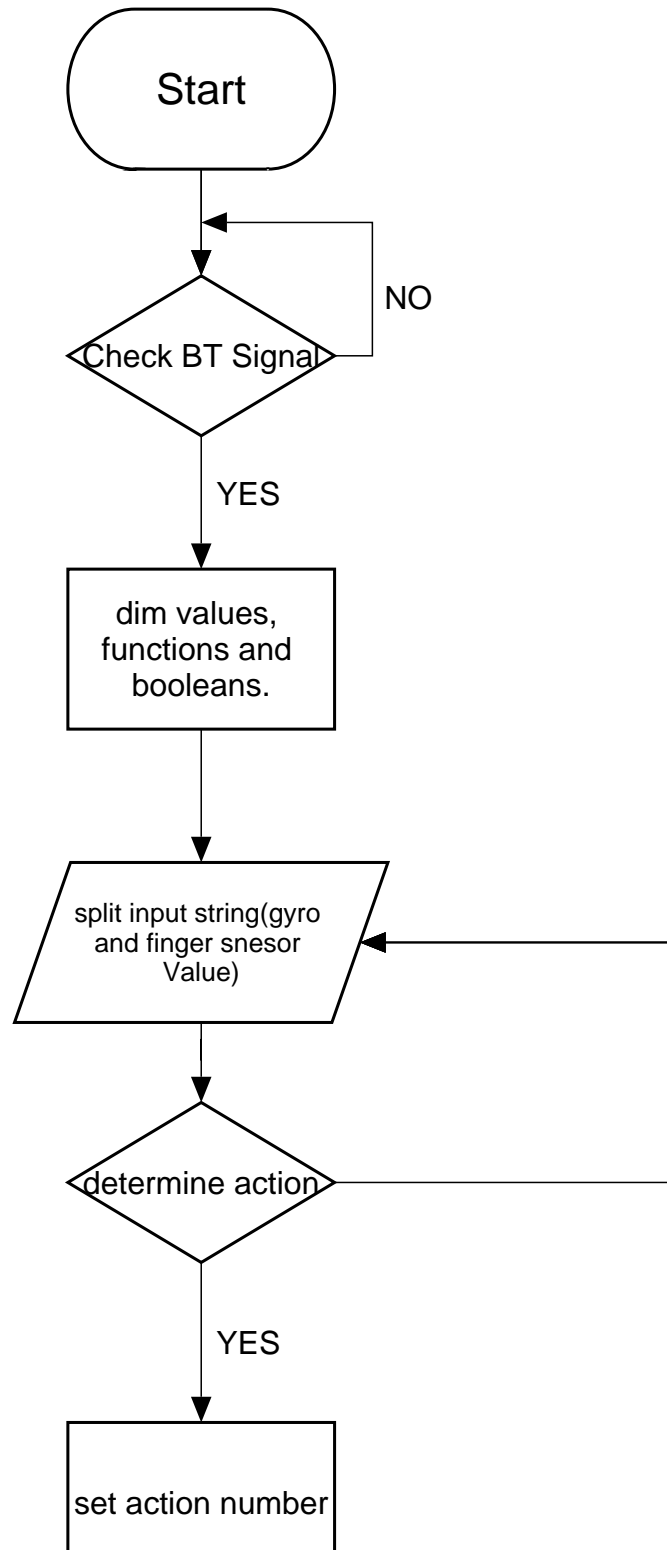 Start
NO
Check BT Signal
YES
dim values,
functions and
booleans.
split input string(gyro
and finger snesor
Value)
determine action
YES
set action number